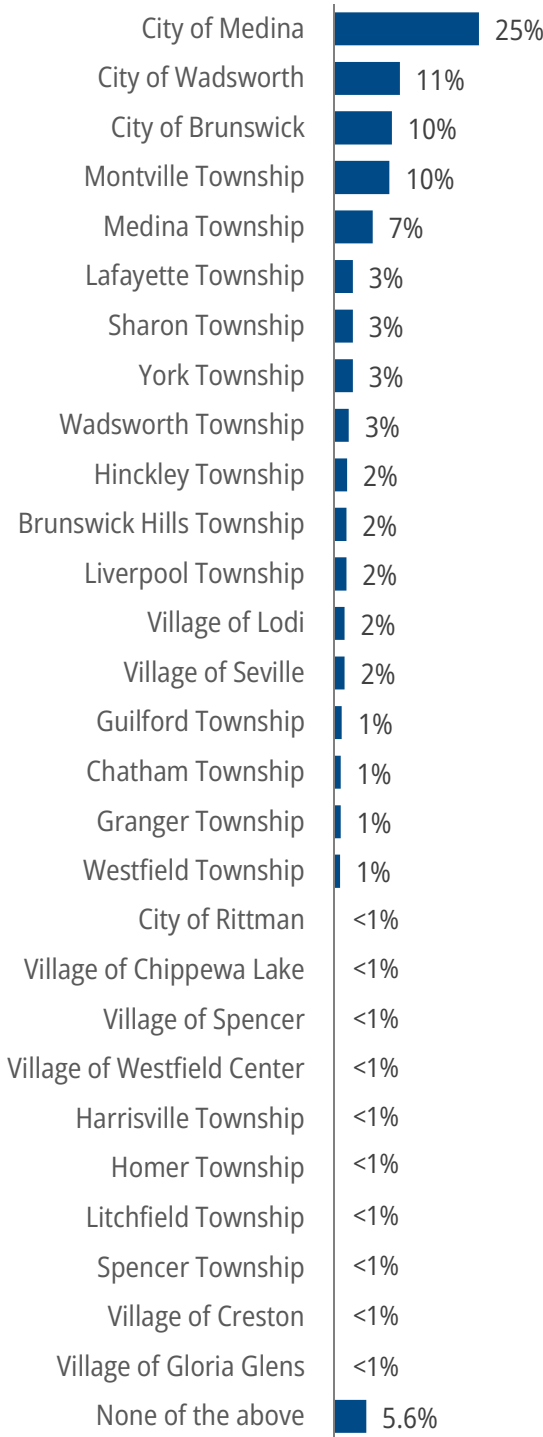 City of Medina 25%
City of Wadsworth 11%
City of Brunswick 10%
Montville Township 10%
Medina Township 7%
Lafayette Township 3%
Sharon Township 3%
York Township 3%
Wadsworth Township 3%
Hinckley Township 2%
Brunswick Hills Township 2%
Liverpool Township 2%
Village of Lodi 2%
Village of Seville 2%
Guilford Township 1%
Chatham Township 1%
Granger Township 1%
Westfield Township 1%
City of Rittman <1%
Village of Chippewa Lake <1%
Village of Spencer <1%
Village of Westfield Center <1%
Harrisville Township <1%
Homer Township <1%
Litchfield Township <1%
Spencer Township <1%
Village of Creston <1%
Village of Gloria Glens <1%
None of the above 5.6%